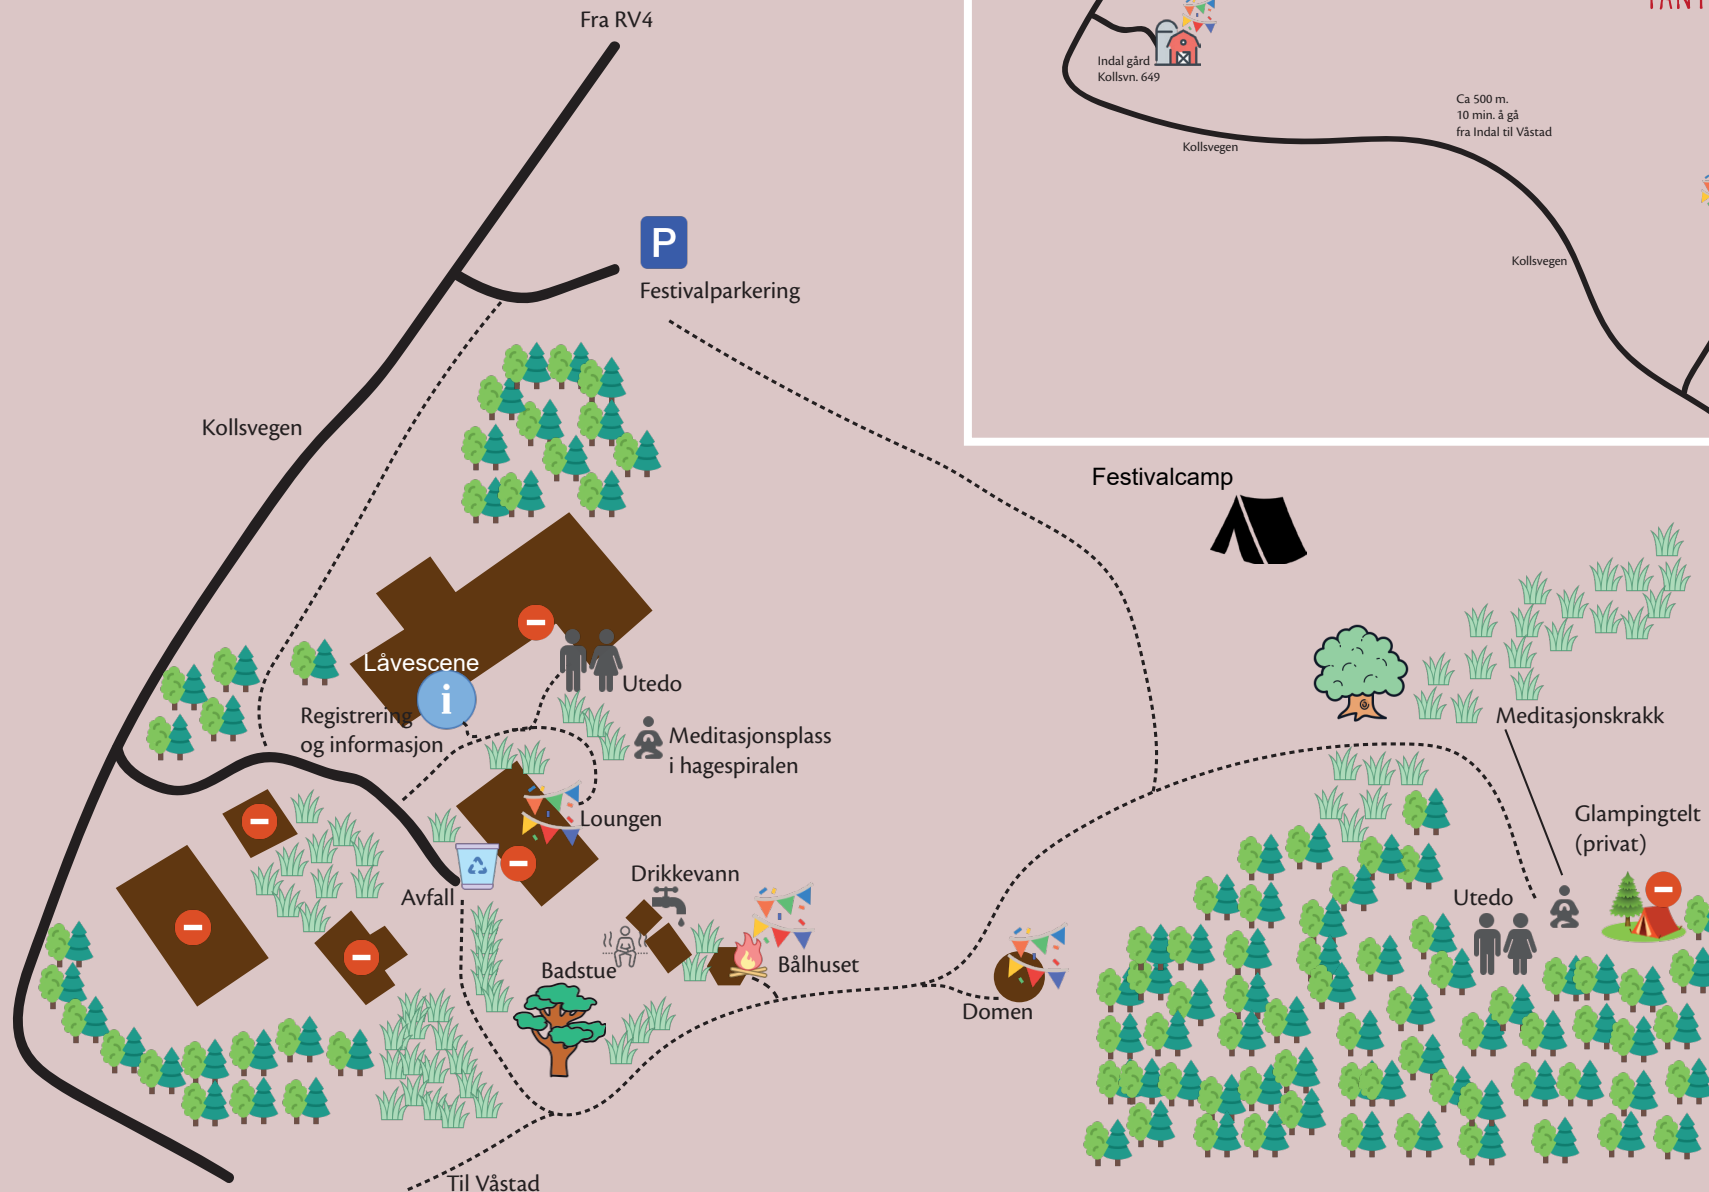 Fra RV4
Indal gård
Kollsvn. 649
Ca 500 m.
10 min. å gå
fra Indal til Våstad
Kollsvegen
Kollsvegen
P
Festivalparkering
Kollsvegen
Festivalcamp
Låvescene
i
Utedo
Registrering
og informasjon
Meditasjonsplass
i hagespiralen
Meditasjonskrakk
Loungen
Glampingtelt
(privat)
Drikkevann
Avfall
Utedo
Badstue
Bålhuset
Domen
Til Våstad